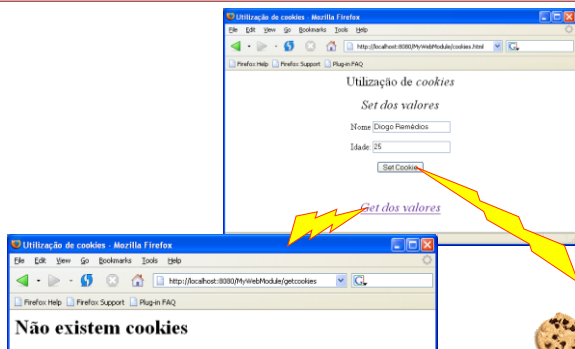 Utilização de cookies - Mozilla Firefox
File Edit View Go Bookmarks Tools Help
http://localhost:8080/MyWebModule/cookies.html
Firefox Help Firefox Support Plug-in FAQ
Utilização de cookies
Set dos valores
Nome Diogo Remédios
Idade: 25
Set Cookie
Get dos valores
Utilização de cookies - Mozilla Firefox
File Edit View Go Bookmarks Tools Help
http://localhost:8080/MyWebModule/getcookies
Firefox Help Firefox Support Plug-in FAQ
Não existem cookies